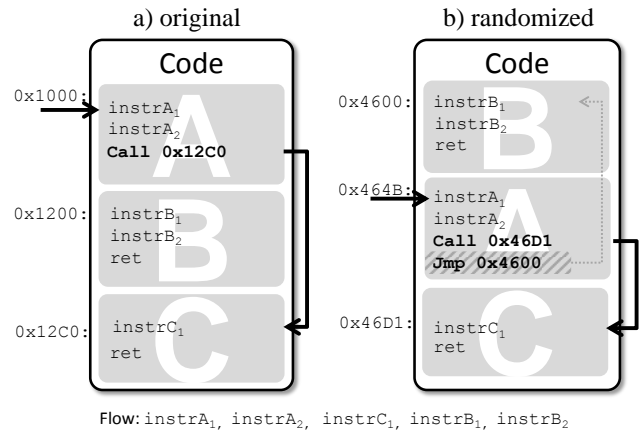 a) original
Code
0x1000:
A
instrA₁
instrA₂
Call 0x12C0
0x1200:
B
instrB₁
instrB₂
ret
0x12C0:
C
instrC₁
ret
b) randomized
Code
0x4600:
B
instrB₁
instrB₂
ret
0x464B:
A
instrA₁
instrA₂
Call 0x46D1
Jmp 0x4600
0x46D1:
C
instrC₁
ret
Flow: instrA₁, instrA₂, instrC₁, instrB₁, instrB₂